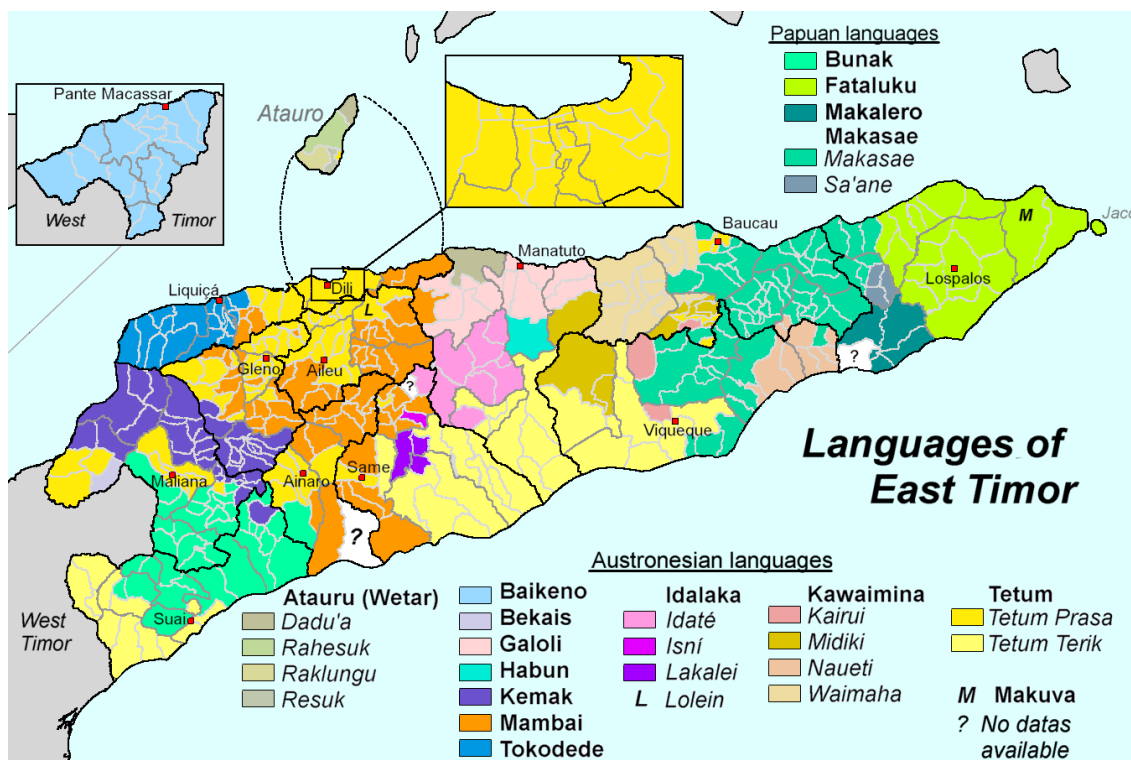 Pante Macassar
West
Timor
Atauro
Papuan languages
Bunak
Fataluku
Makalero
Makasae
Makasae
Sa'ane
Baucau
M
Jaco
Manatuto
Lospalos
Liquiçá
Dili
L
Gleno
Aileu
?
?
Viqueque
Same
Maliana
Ainaro
?
Languages of
East Timor
West
Timor
Suai
Austronesian languages
Atauru (Wetar)
Dadu'a
Rahesuk
Raklungu
Resuk
Baikeno
Bekais
Galoli
Habun
Kemak
Mambai
Tokodede
Idalaka
Idaté
Isní
Lakalei
L Lolein
Kawaimina
Kairui
Midiki
Naueti
Waimaha
Tetum
Tetum Prasa
Tetum Terik
M Makuva
? No datas
available